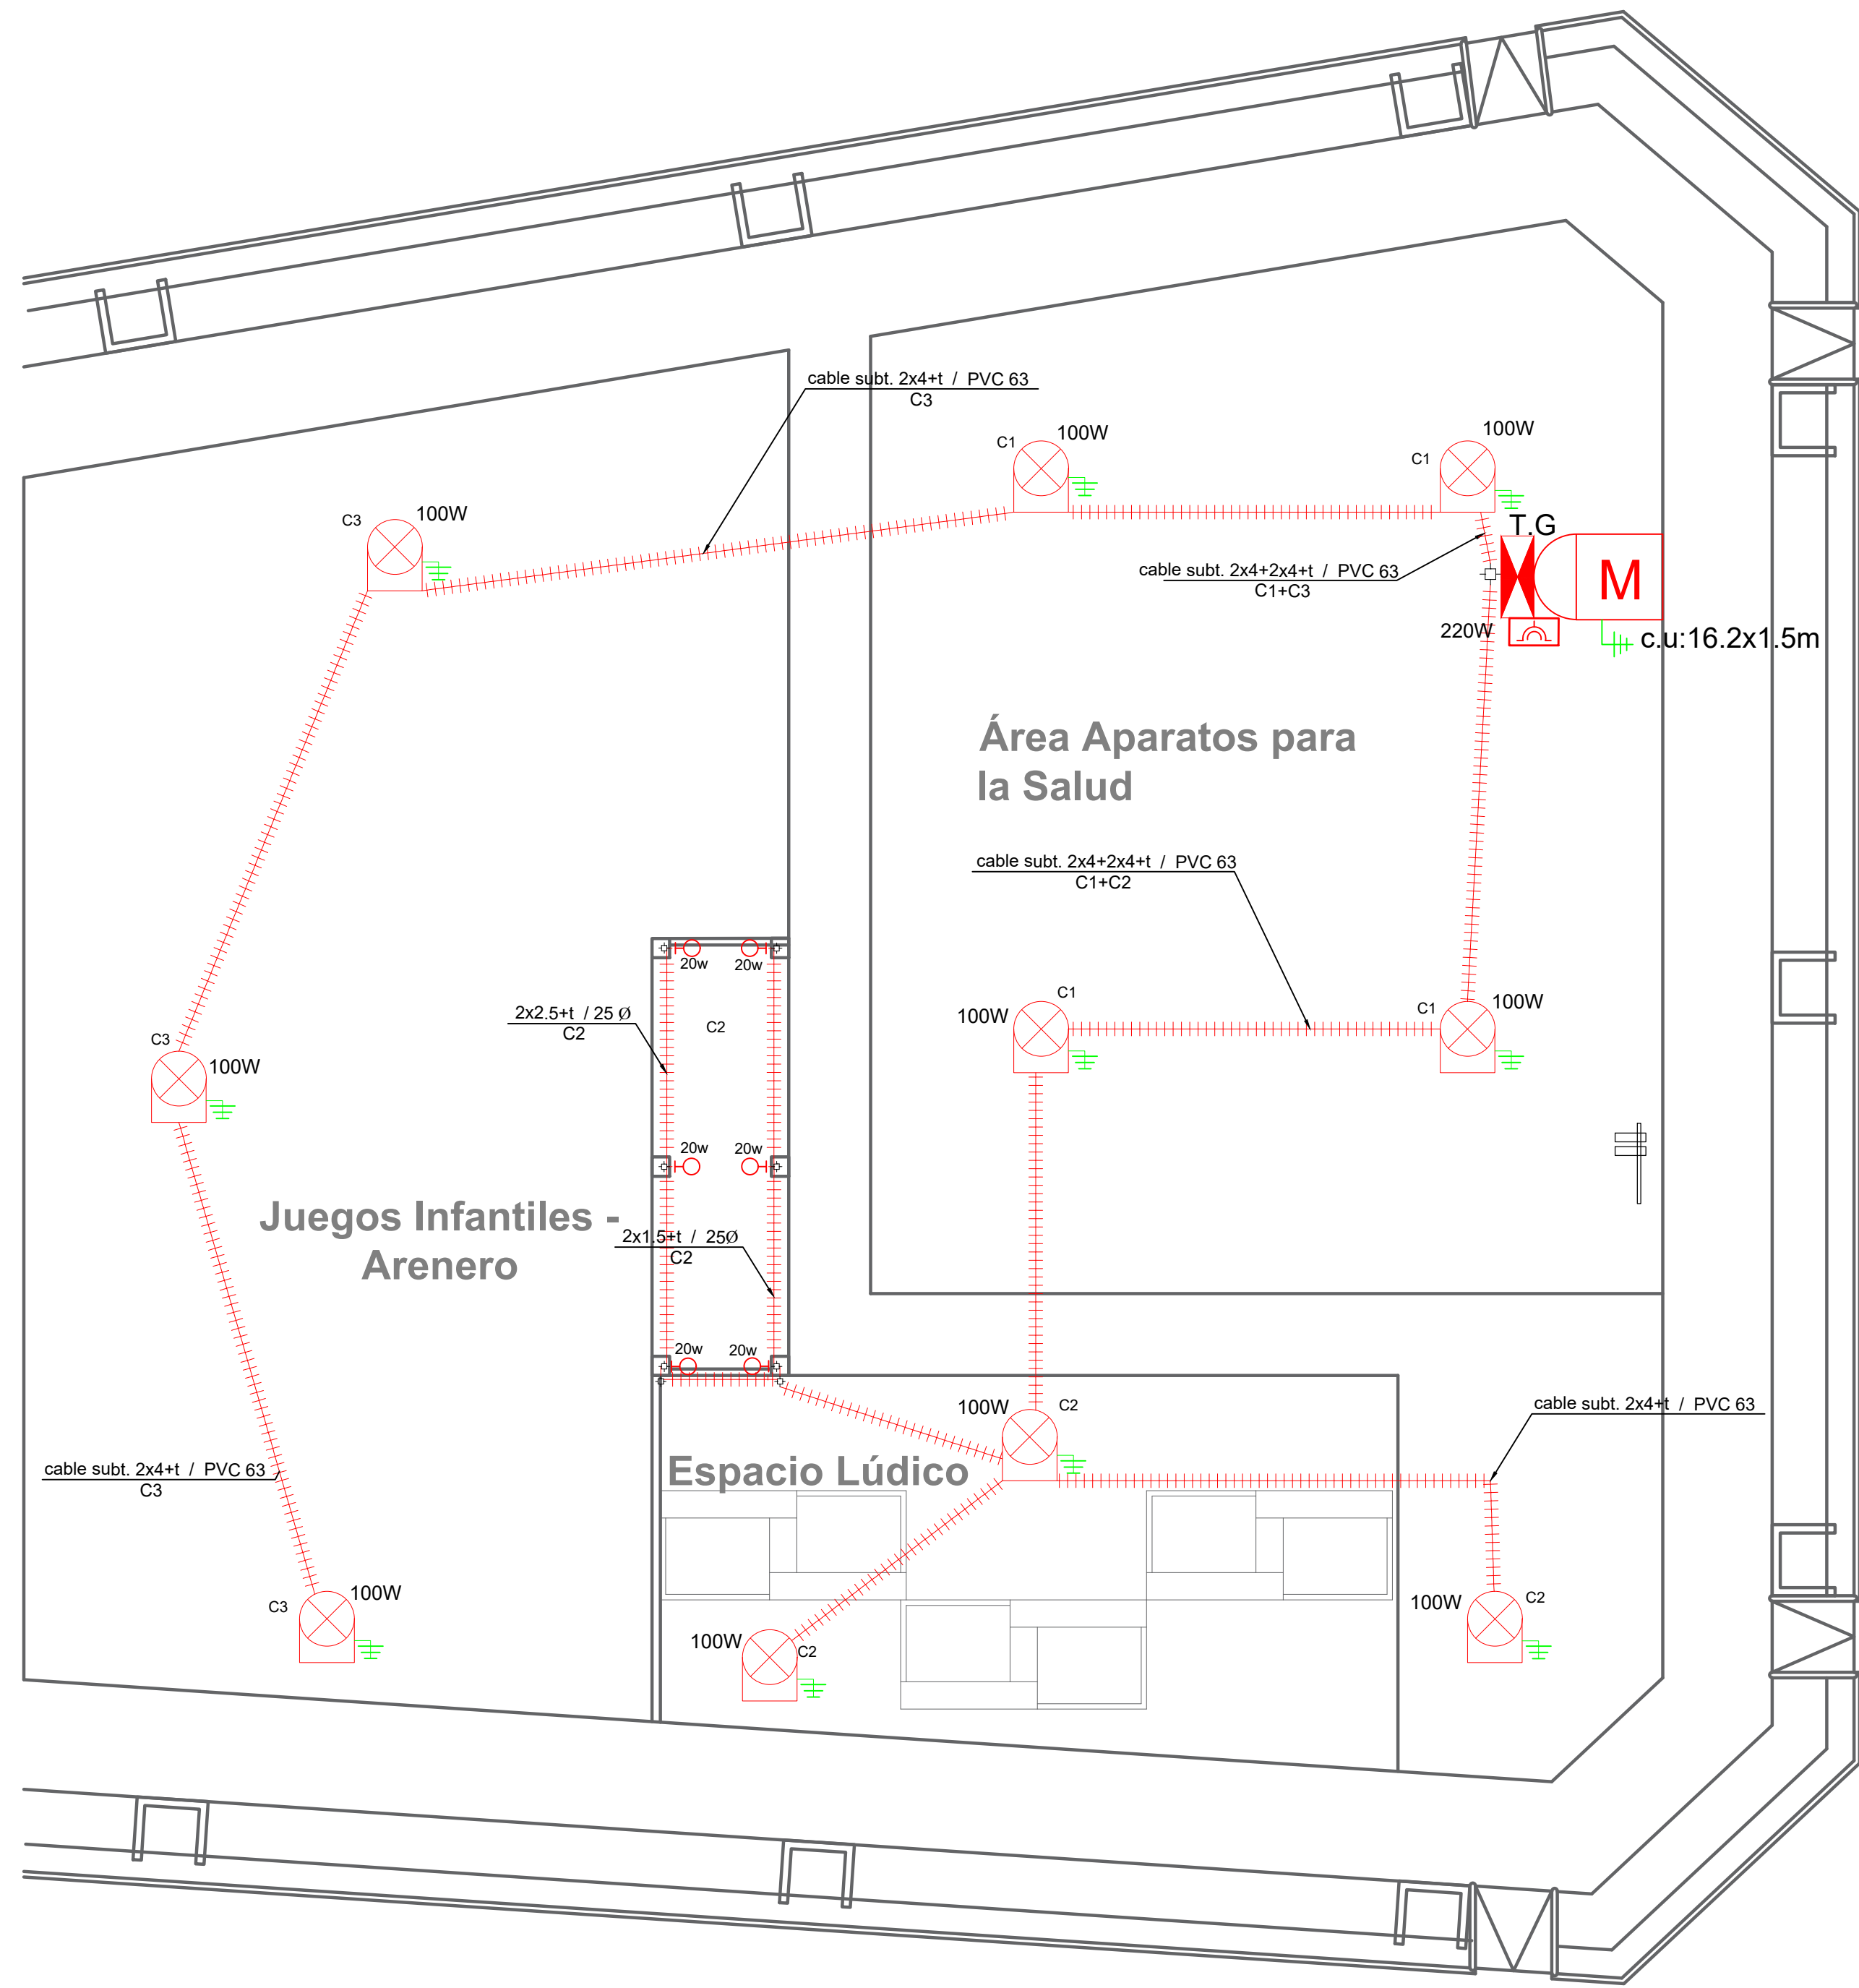 cable subt. 2x4+t / PVC 63
C3
C1
100W
C1
100W
C3
100W
T.G
cable subt. 2x4+2x4+t / PVC 63
C1+C3
M
220W
c.u:16.2x1.5m
Área Aparatos para
la Salud
cable subt. 2x4+2x4+t / PVC 63
C1+C2
20w
20w
2x2.5+t / 25 Ø
C2
C2
C1
100W
C1
100W
C3
100W
20w
20w
Juegos Infantiles -
Arenero
2x1.5+t / 25Ø
C2
20w
20w
100W
C2
cable subt. 2x4+t / PVC 63
Espacio Lúdico
cable subt. 2x4+t / PVC 63
C3
C3
100W
100W
C2
100W
C2